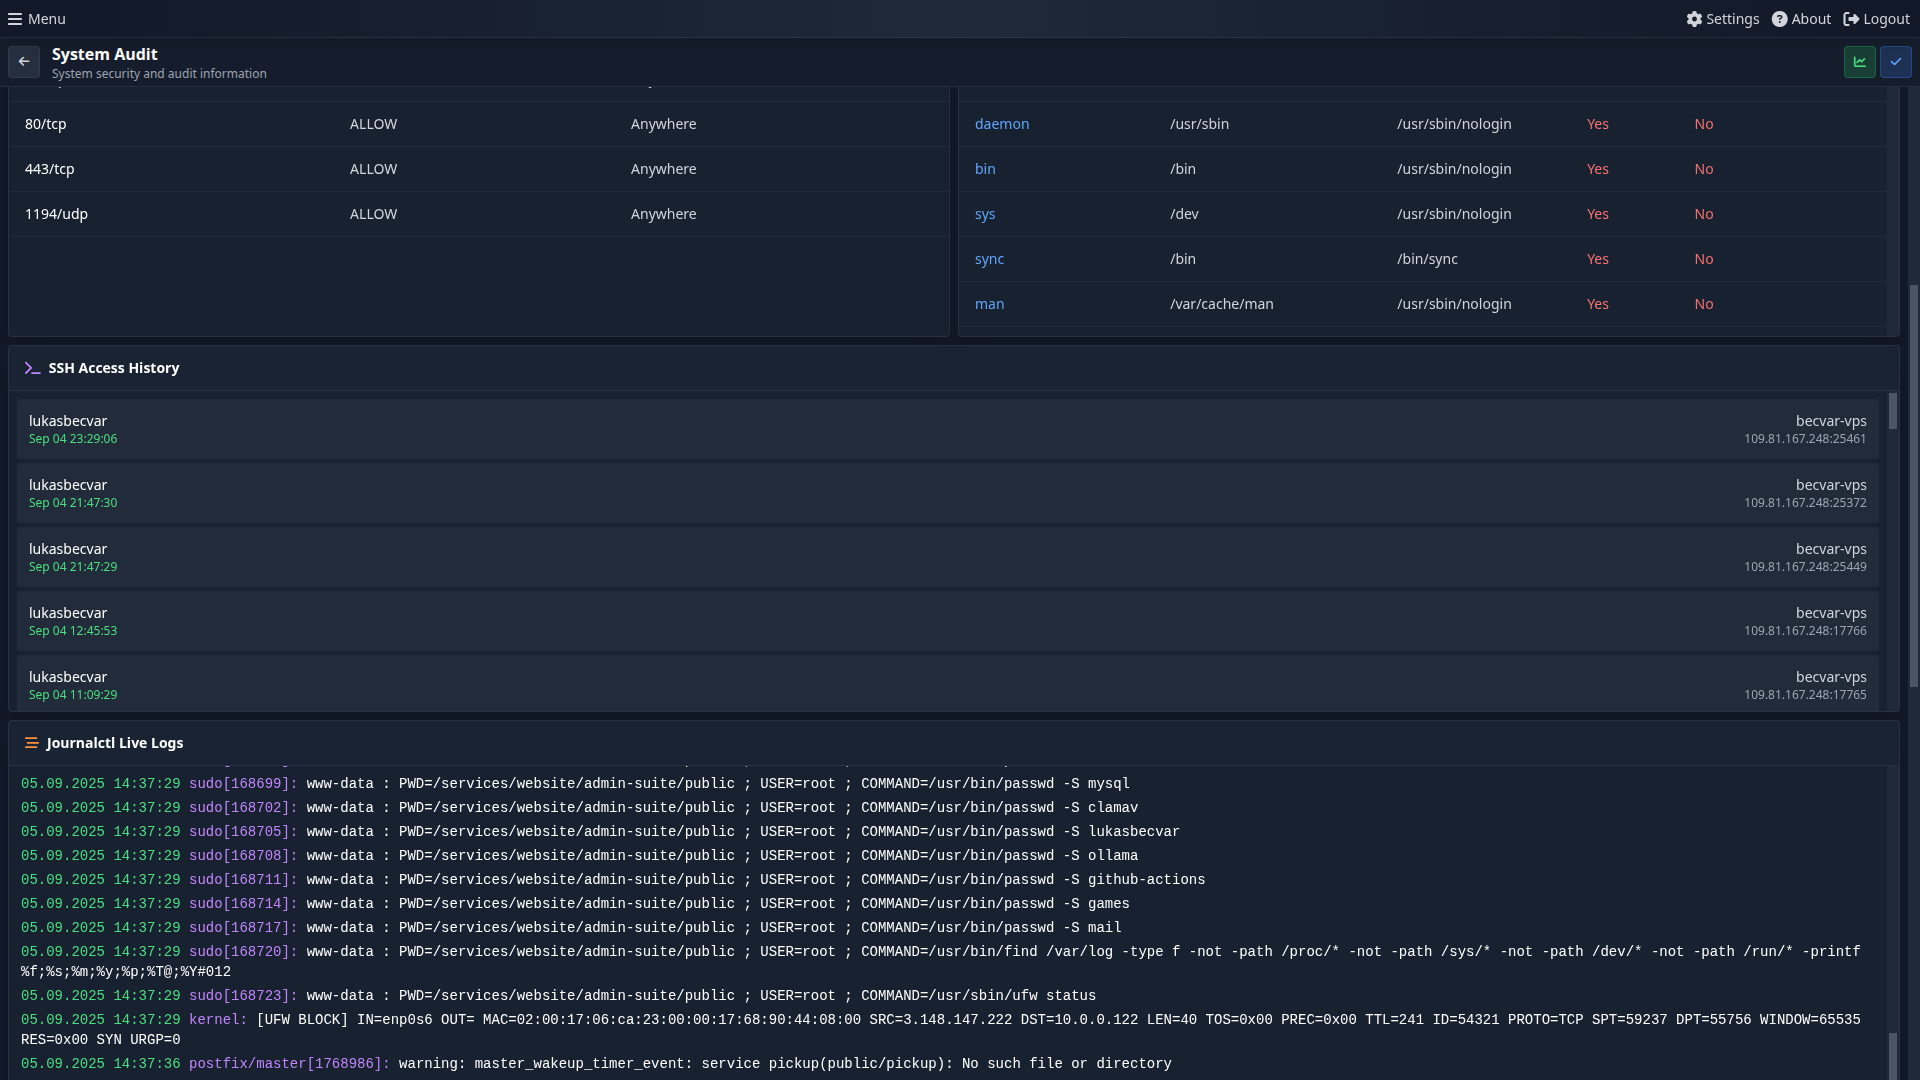 Menu
Settings
About
Logout
System Audit
System security and audit information
80/tcp ALLOW Anywhere
443/tcp ALLOW Anywhere
1194/udp ALLOW Anywhere
daemon /usr/sbin /usr/sbin/nologin Yes No
bin /bin /usr/sbin/nologin Yes No
sys /dev /usr/sbin/nologin Yes No
sync /bin /bin/sync Yes No
man /var/cache/man /usr/sbin/nologin Yes No
SSH Access History
lukasbecvar becvar-vps
Sep 04 23:29:06 109.81.167.248:25461
lukasbecvar becvar-vps
Sep 04 21:47:30 109.81.167.248:25372
lukasbecvar becvar-vps
Sep 04 21:47:29 109.81.167.248:25449
lukasbecvar becvar-vps
Sep 04 12:45:53 109.81.167.248:17766
lukasbecvar becvar-vps
Sep 04 11:09:29 109.81.167.248:17765
Journalctl Live Logs
05.09.2025 14:37:29 sudo[168699]: www-data : PWD=/services/website/admin-suite/public ; USER=root ; COMMAND=/usr/bin/passwd -S mysql
05.09.2025 14:37:29 sudo[168702]: www-data : PWD=/services/website/admin-suite/public ; USER=root ; COMMAND=/usr/bin/passwd -S clamav
05.09.2025 14:37:29 sudo[168705]: www-data : PWD=/services/website/admin-suite/public ; USER=root ; COMMAND=/usr/bin/passwd -S lukasbecvar
05.09.2025 14:37:29 sudo[168708]: www-data : PWD=/services/website/admin-suite/public ; USER=root ; COMMAND=/usr/bin/passwd -S ollama
05.09.2025 14:37:29 sudo[168711]: www-data : PWD=/services/website/admin-suite/public ; USER=root ; COMMAND=/usr/bin/passwd -S github-actions
05.09.2025 14:37:29 sudo[168714]: www-data : PWD=/services/website/admin-suite/public ; USER=root ; COMMAND=/usr/bin/passwd -S games
05.09.2025 14:37:29 sudo[168717]: www-data : PWD=/services/website/admin-suite/public ; USER=root ; COMMAND=/usr/bin/passwd -S mail
05.09.2025 14:37:29 sudo[168720]: www-data : PWD=/services/website/admin-suite/public ; USER=root ; COMMAND=/usr/bin/find /var/log -type f -not -path /proc/* -not -path /sys/* -not -path /dev/* -not -path /run/* -printf
%f;%s;%m;%y;%p;%T@;%Y#012
05.09.2025 14:37:29 sudo[168723]: www-data : PWD=/services/website/admin-suite/public ; USER=root ; COMMAND=/usr/sbin/ufw status
05.09.2025 14:37:29 kernel: [UFW BLOCK] IN=enp0s6 OUT= MAC=02:00:17:06:ca:23:00:00:17:68:90:44:08:00 SRC=3.148.147.222 DST=10.0.0.122 LEN=40 TOS=0x00 PREC=0x00 TTL=241 ID=54321 PROTO=TCP SPT=59237 DPT=55756 WINDOW=65535
RES=0x00 SYN URGP=0
05.09.2025 14:37:36 postfix/master[1768986]: warning: master_wakeup_timer_event: service pickup(public/pickup): No such file or directory